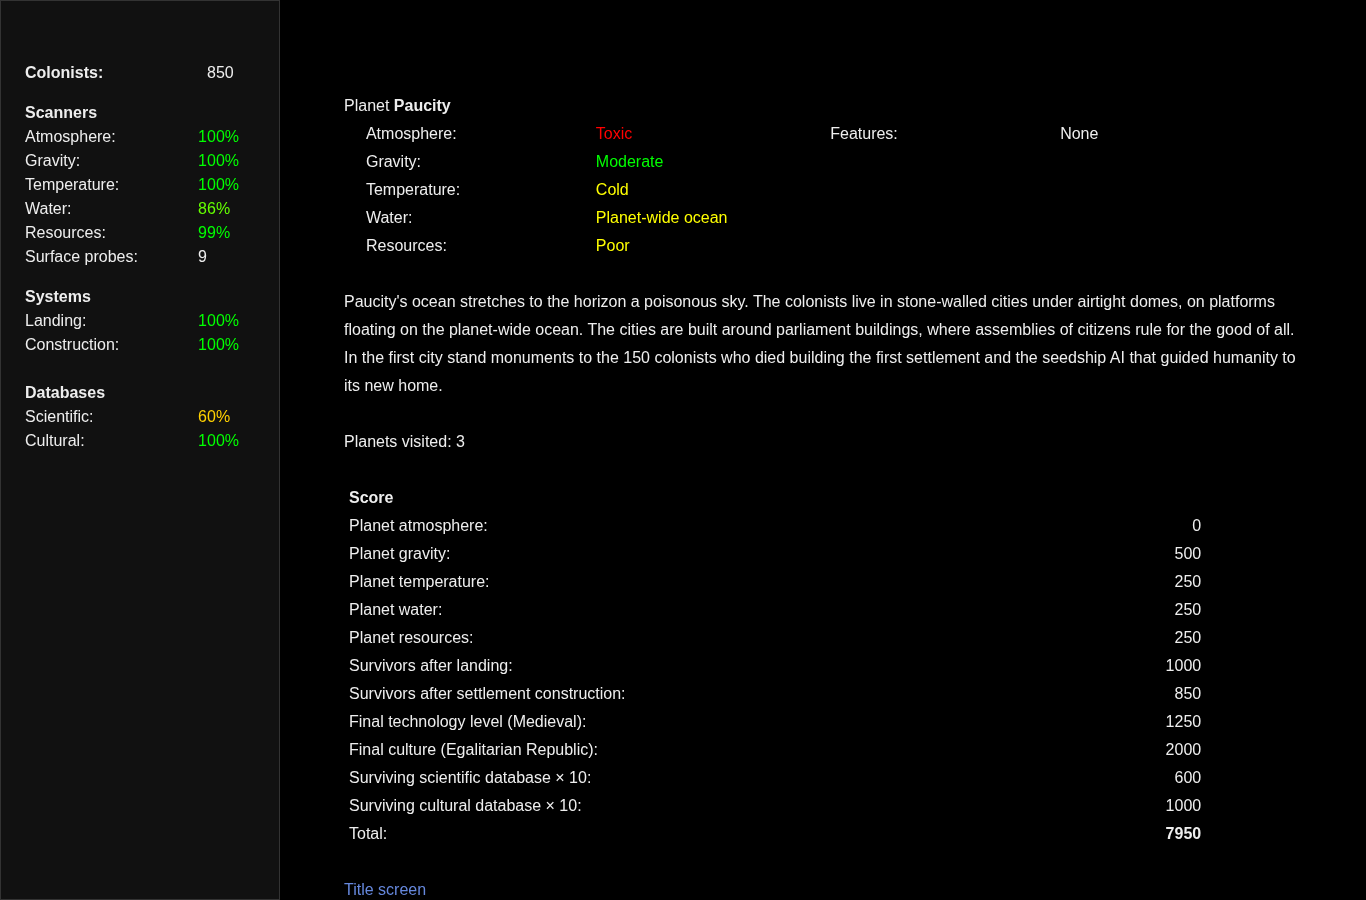 Colonists: 850
Scanners
Atmosphere: 100%
Gravity: 100%
Temperature: 100%
Water: 86%
Resources: 99%
Surface probes: 9
Systems
Landing: 100%
Construction: 100%
Databases
Scientific: 60%
Cultural: 100%
Planet Paucity
Atmosphere: Toxic Features: None
Gravity: Moderate
Temperature: Cold
Water: Planet-wide ocean
Resources: Poor
Paucity's ocean stretches to the horizon a poisonous sky. The colonists live in stone-walled cities under airtight domes, on platforms
floating on the planet-wide ocean. The cities are built around parliament buildings, where assemblies of citizens rule for the good of all.
In the first city stand monuments to the 150 colonists who died building the first settlement and the seedship AI that guided humanity to
its new home.
Planets visited: 3
Score
Planet atmosphere: 0
Planet gravity: 500
Planet temperature: 250
Planet water: 250
Planet resources: 250
Survivors after landing: 1000
Survivors after settlement construction: 850
Final technology level (Medieval): 1250
Final culture (Egalitarian Republic): 2000
Surviving scientific database × 10: 600
Surviving cultural database × 10: 1000
Total: 7950
Title screen